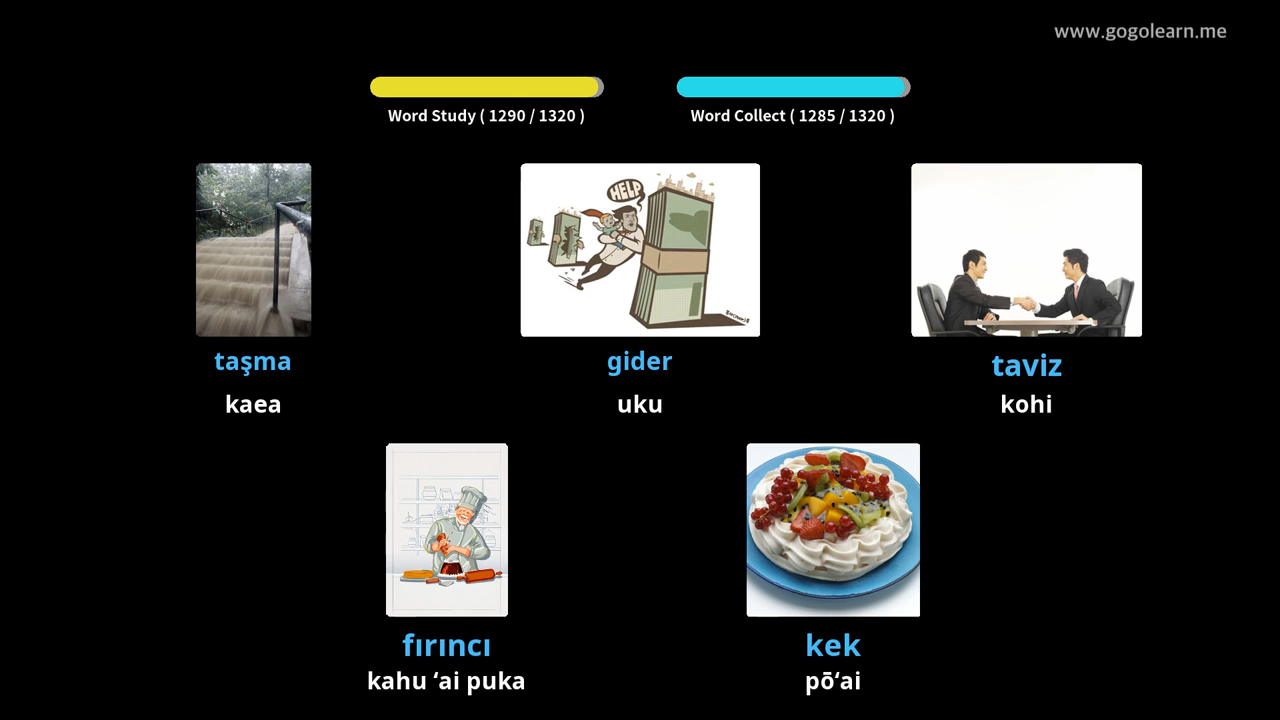 www.gogolearn.me
Word Study ( 1290 / 1320 )
Word Collect ( 1285 / 1320 )
HELP
taşma
gider
taviz
kaea
uku
kohi
fırıncı
kek
kahu ʻai puka
pōʻai